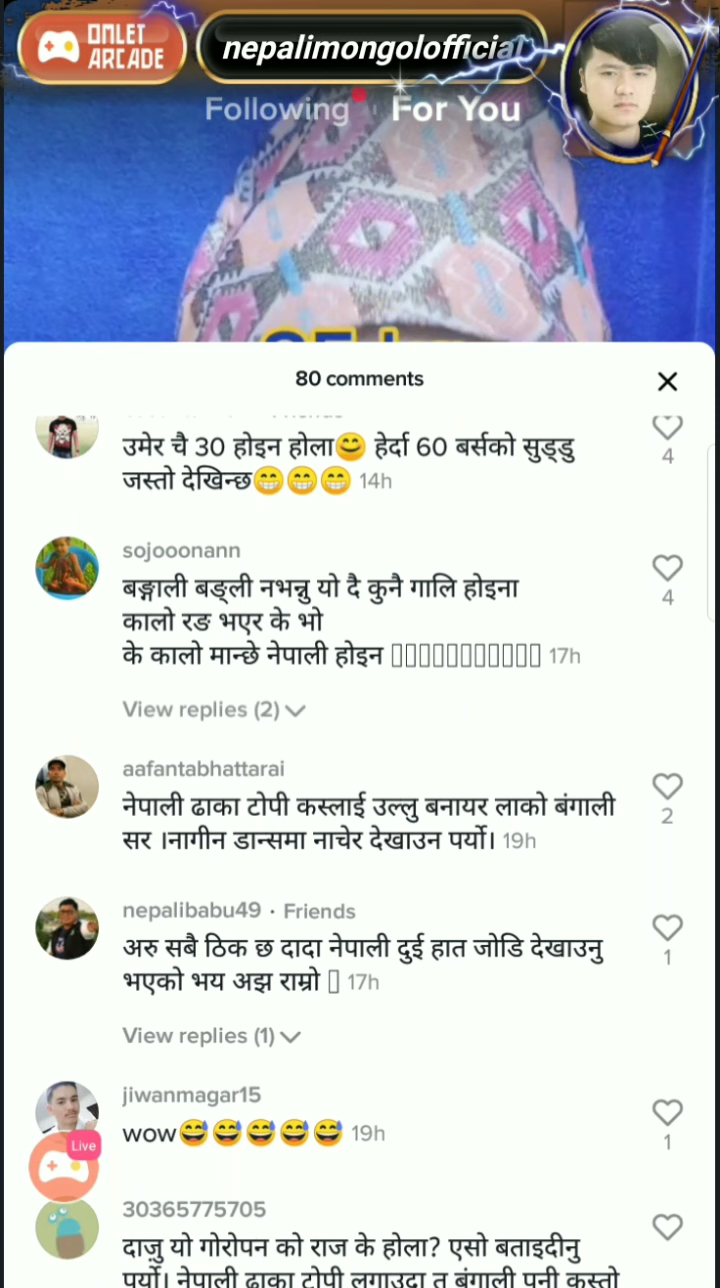 OMLET
ARCADE
nepalimongolofficial
Following
For You
80 comments
उमेर चै 30 होइन होला😊 हेर्दा 60 बर्सको सुड्डु
जस्तो देखिन्छ😁😁😁 14h
4
sojooonann
बङ्गाली बङ्ली नभन्नु यो दै कुनै गालि होइना
कालो रङ भएर के भो
के कालो मान्छे नेपाली होइन 17h
4
View replies (2)
aafantabhattarai
नेपाली ढाका टोपी कस्लाई उल्लु बनायर लाको बंगाली
सर ।नागीन डान्समा नाचेर देखाउन पर्यो। 19h
2
nepalibabu49 · Friends
अरु सबै ठिक छ दादा नेपाली दुई हात जोडि देखाउनु
भएको भय अझ राम्रो 17h
1
View replies (1)
jiwanmagar15
wow😅😅😅😅😅 19h
1
Live
30365775705
दाजु यो गोरोपन को राज के होला? एसो बताइदीनु
पर्यो। नेपाली ढाका टोपी लगाउदा त बंगाली पनी कस्तो